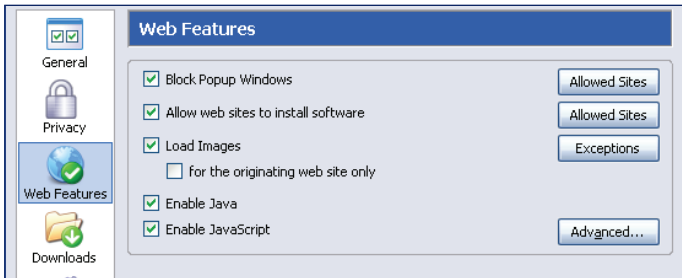 Web Features
General
Privacy
Web Features
Downloads
Block Popup Windows
Allowed Sites
Allow web sites to install software
Allowed Sites
Load Images
Exceptions
for the originating web site only
Enable Java
Enable JavaScript
Advanced...